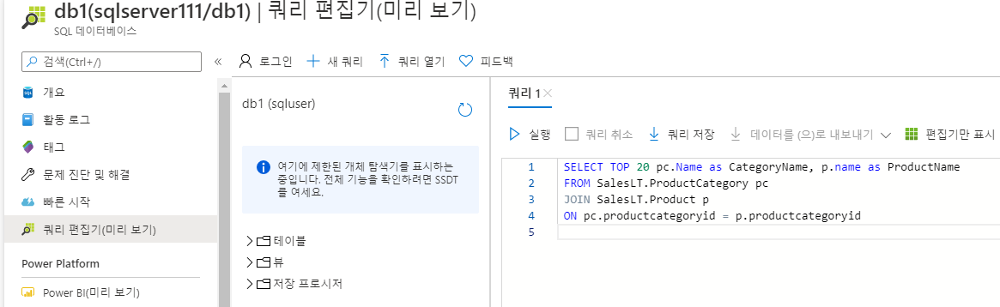 db1(sqlserver111/db1) | 쿼리 편집기(미리 보기)
SQL 데이터베이스
검색(Ctrl+/)
«
로그인
새 쿼리
쿼리 열기
피드백
개요
활동 로그
태그
문제 진단 및 해결
빠른 시작
쿼리 편집기(미리 보기)
Power Platform
Power BI(미리 보기)
db1 (sqluser)
여기에 제한된 개체 탐색기를 표시하는
중입니다. 전체 기능을 확인하려면 SSDT
를 여세요.
테이블
뷰
저장 프로시저
쿼리 1
실행
쿼리 취소
쿼리 저장
데이터를 (으)로 내보내기
편집기만 표시
1 SELECT TOP 20 pc.Name as CategoryName, p.name as ProductName
2 FROM SalesLT.ProductCategory pc
3 JOIN SalesLT.Product p
4 ON pc.productcategoryid = p.productcategoryid
5